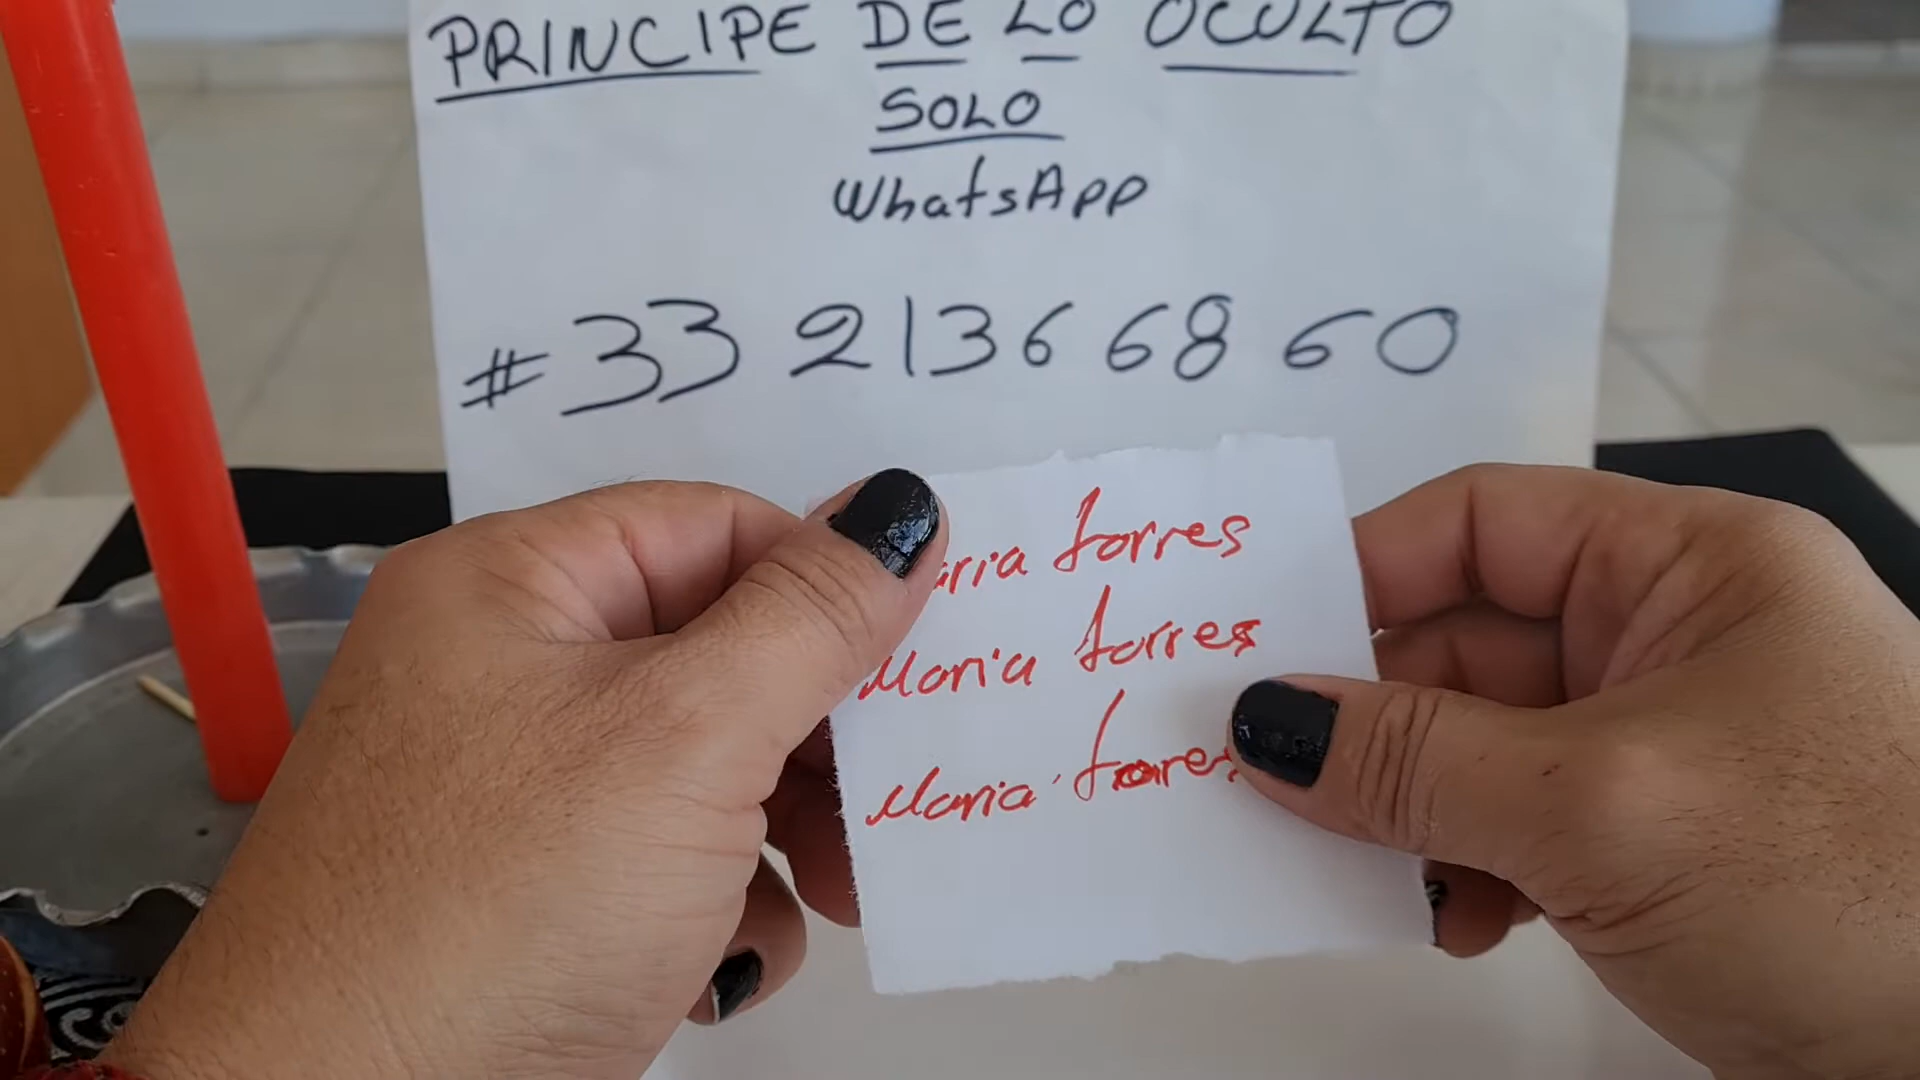 PRINCIPE DE LO OCULTO
SOLO
WhatsApp
#33 2136 68 60
aria torres
Maria torres
Maria torres